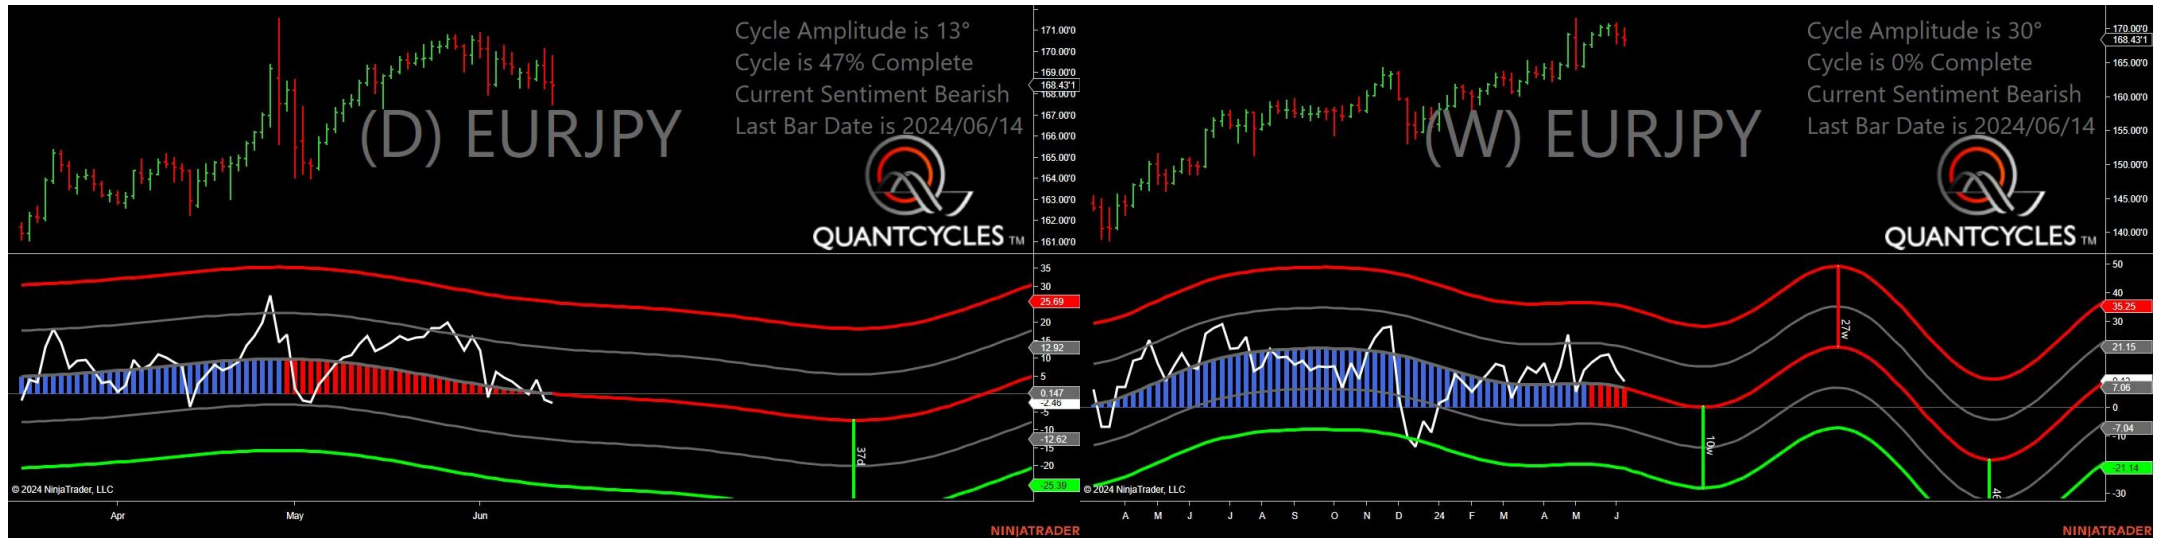 Cycle Amplitude is 13°
Cycle is 47% Complete
Current Sentiment Bearish
Last Bar Date is 2024/06/14
(D) EURJPY
QUANTCYCLES TM
171.00'0
170.00'0
169.00'0
168.43'1
168.00'0
167.00'0
166.00'0
165.00'0
164.00'0
163.00'0
162.00'0
161.00'0
35
30
25.69
20
12.92
10
5
0.147
-2.46
-5
-10
-12.62
-15
-20
-25.39
37d
© 2024 NinjaTrader, LLC
Apr May Jun
NINJATRADER
Cycle Amplitude is 30°
Cycle is 0% Complete
Current Sentiment Bearish
Last Bar Date is 2024/06/14
(W) EURJPY
QUANTCYCLES TM
170.00'0
168.43'1
165.00'0
160.00'0
155.00'0
150.00'0
145.00'0
140.00'0
50
40
35.25
30
21.15
7.06
0
-7.04
-10
-21.14
-30
27w
10w
© 2024 NinjaTrader, LLC
A M J J A S O N D 24 F M A M J
NINJATRADER